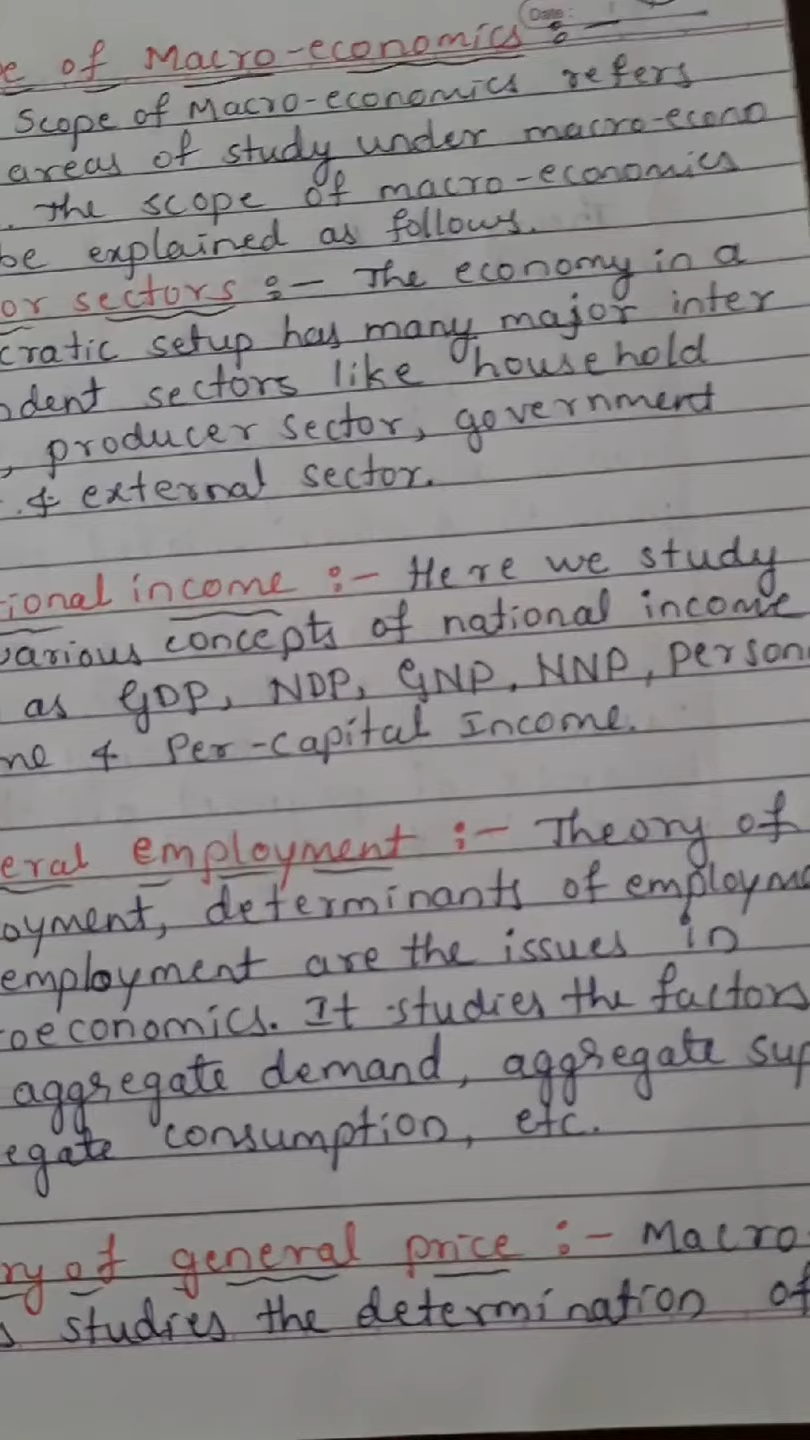 e of Macro-economics :-
Scope of Macro-economics refers
areas of study under macro-econo
. The scope of macro-economics
be explained as follows.
or sectors :- The economy in a
cratic setup has many major inter
ndent sectors like household
, producer sector, government
. & external sector.
ional income :- Here we study
various concepts of national income
as GDP, NDP, GNP, NNP, person
me & Per-capital Income.
eral employment :- Theory of
oyment, determinants of employme
employment are the issues in
roeconomics. It studies the factors
aggregate demand, aggregate sup
egate consumption, etc.
ry of general price :- Macro
s studies the determination of